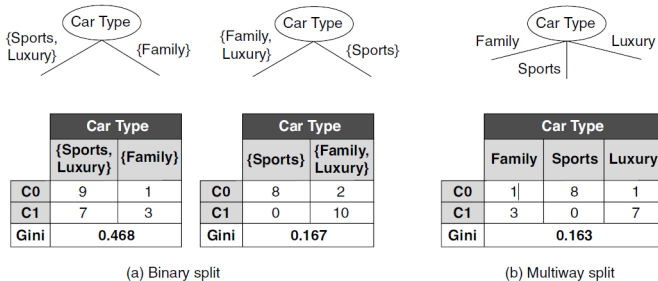 Car Type
{Sports,
Luxury}
{Family}
Car Type
{Family,
Luxury}
{Sports}
Car Type
Family
Sports
Luxury
Car Type
{Sports,
Luxury}
{Family}
C0 9 1
C1 7 3
Gini 0.468
Car Type
{Sports}
{Family,
Luxury}
C0 8 2
C1 0 10
Gini 0.167
Car Type
Family Sports Luxury
C0 1 8 1
C1 3 0 7
Gini 0.163
(a) Binary split
(b) Multiway split